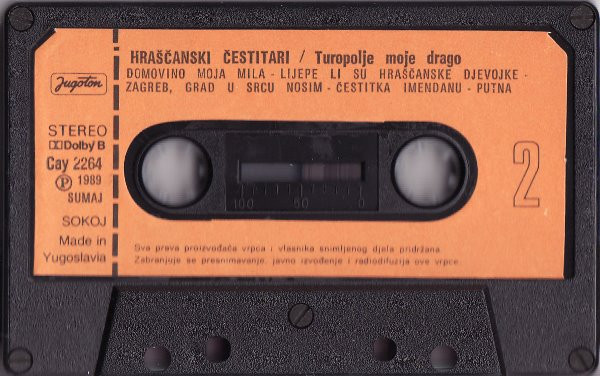 Jugoton
HRAŠČANSKI ČESTITARI / Turopolje moje drago
DOMOVINO MOJA MILA - LIJEPE LI SU HRAŠČANSKE DJEVOJKE -
ZAGREB, GRAD U SRCU NOSIM - ČESTITKA IMENDANU - PUTNA
STEREO
Dolby B
Cay 2264
Ⓟ 1989
SUMAJ
SOKOJ
Made in
Yugoslavia
2
100 50 0
Sva prava proizvođača vrpca i vlasnika snimljenog djela pridržana.
Zabranjuje se presnimavanje, javno izvođenje i radiodifuzija ove vrpce.